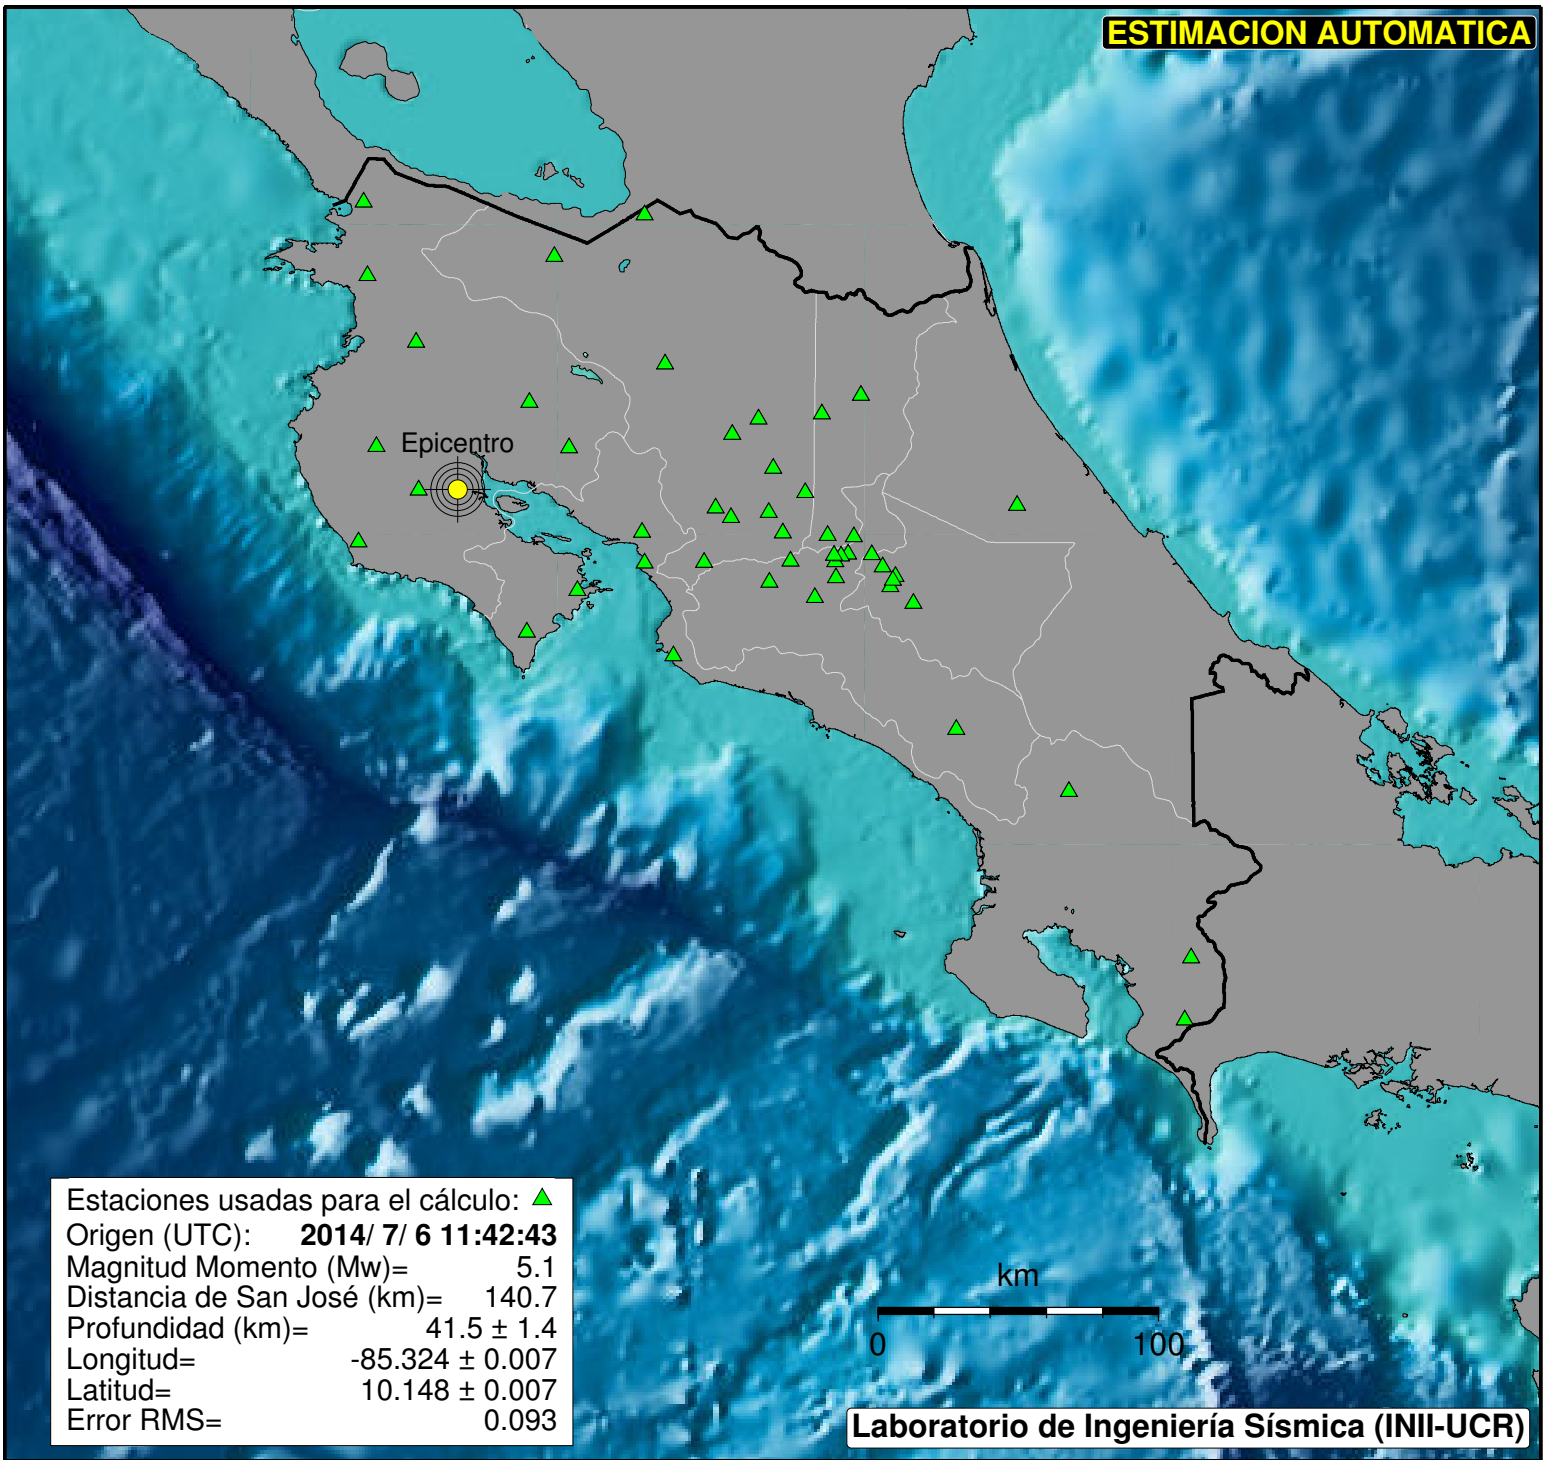 ESTIMACION AUTOMATICA
Epicentro
Estaciones usadas para el cálculo:
Origen (UTC): 2014/ 7/ 6 11:42:43
Magnitud Momento (Mw)= 5.1
Distancia de San José (km)= 140.7
Profundidad (km)= 41.5 ± 1.4
Longitud= -85.324 ± 0.007
Latitud= 10.148 ± 0.007
Error RMS= 0.093
km
0 100
Laboratorio de Ingeniería Sísmica (INII-UCR)